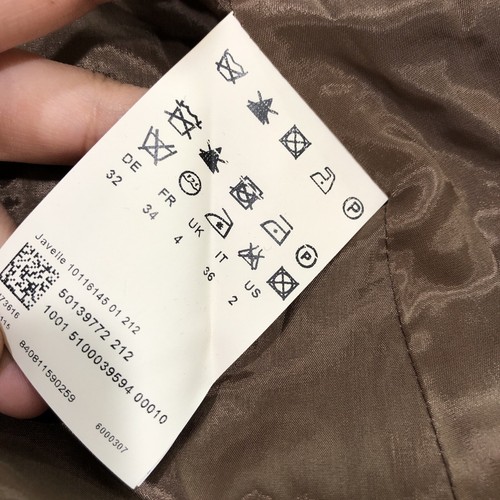 P
P
DE FR UK IT US
32 34 4 36 2
Javelle 10116145 01 212
50139772 212
1001 5100039594 00010
840811590259
6000307